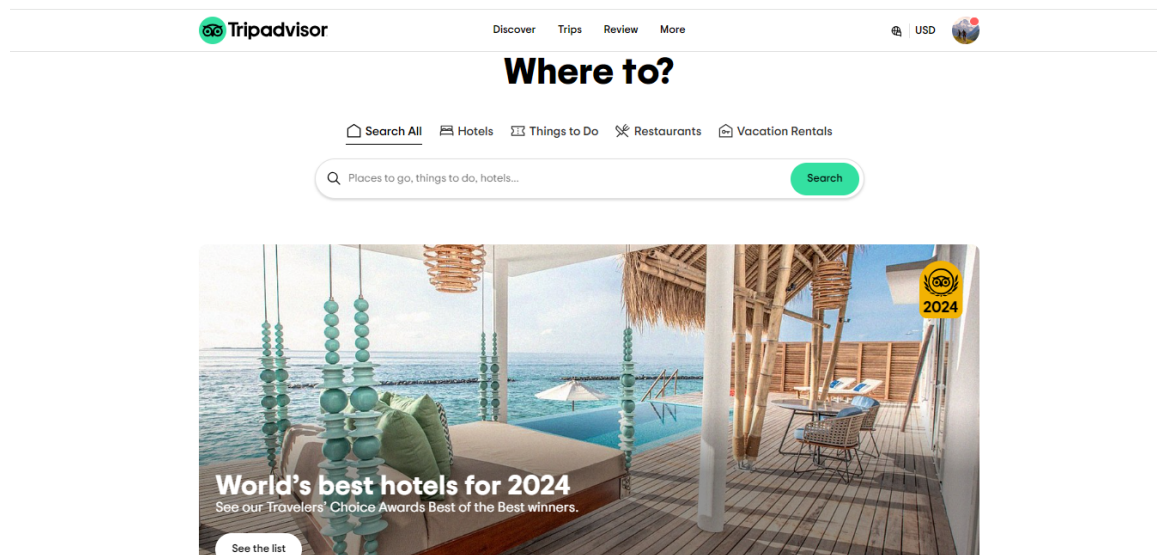 Tripadvisor
Discover Trips Review More
USD
Where to?
Search All Hotels Things to Do Restaurants Vacation Rentals
Places to go, things to do, hotels...
Search
2024
World's best hotels for 2024
See our Travelers' Choice Awards Best of the Best winners.
See the list